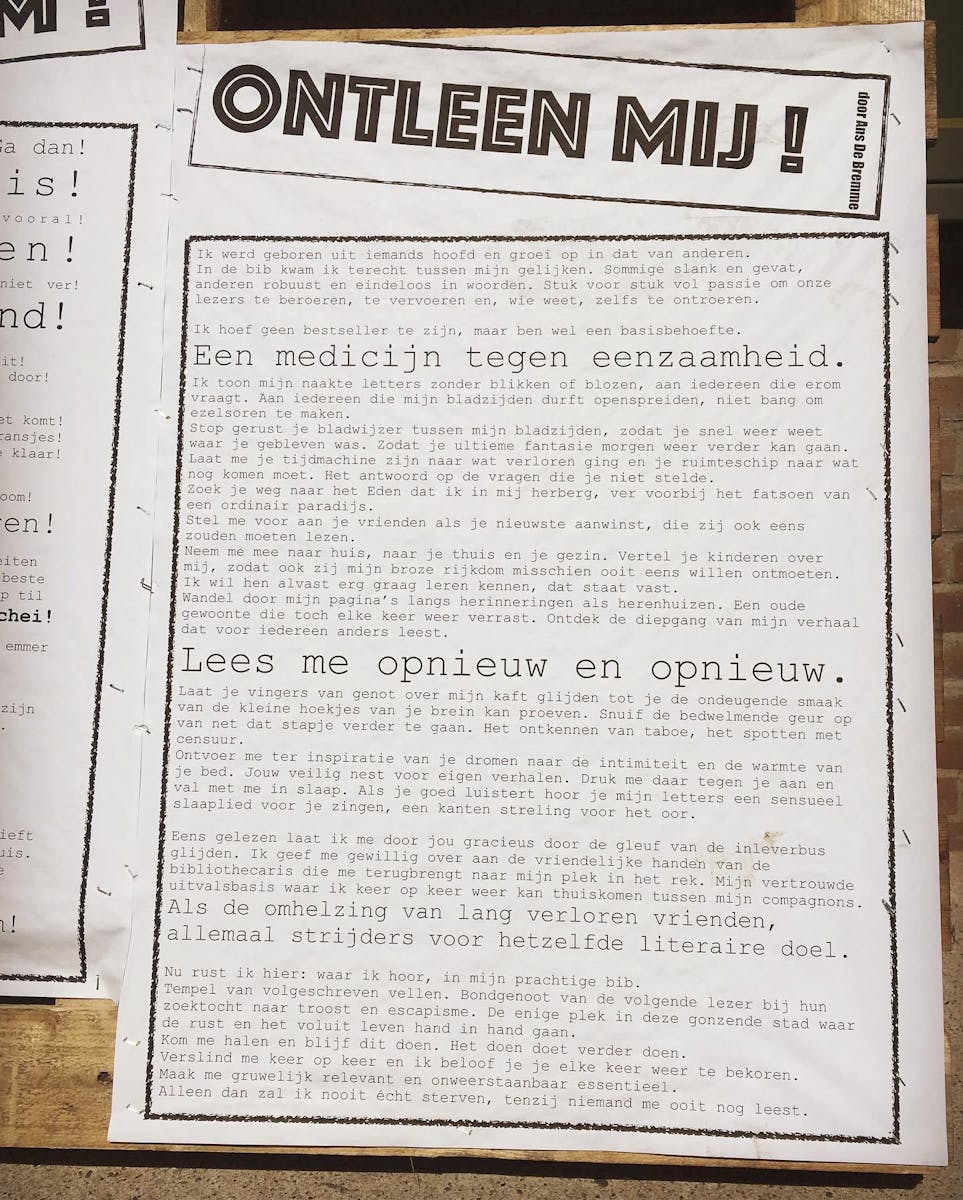 M!
Ga dan!
is!
vooral!
en!
niet ver!
nd!
it!
door!
et komt!
ransjes!
klaar!
oom!
en!
eiten
beste
p til
chei!
emmer
zijn
ieft
uis.
!
ONTLEEN MIJ !
door Ans De Bremme
Ik werd geboren uit iemands hoofd en groei op in dat van anderen.
In de bib kwam ik terecht tussen mijn gelijken. Sommige slank en gevat,
anderen robuust en eindeloos in woorden. Stuk voor stuk vol passie om onze
lezers te beroeren, te vervoeren en, wie weet, zelfs te ontroeren.
Ik hoef geen bestseller te zijn, maar ben wel een basisbehoefte.
Een medicijn tegen eenzaamheid.
Ik toon mijn naakte letters zonder blikken of blozen, aan iedereen die erom
vraagt. Aan iedereen die mijn bladzijden durft openspreiden, niet bang om
ezelsoren te maken.
Stop gerust je bladwijzer tussen mijn bladzijden, zodat je snel weer weet
waar je gebleven was. Zodat je ultieme fantasie morgen weer verder kan gaan.
Laat me je tijdmachine zijn naar wat verloren ging en je ruimteschip naar wat
nog komen moet. Het antwoord op de vragen die je niet stelde.
Zoek je weg naar het Eden dat ik in mij herberg, ver voorbij het fatsoen van
een ordinair paradijs.
Stel me voor aan je vrienden als je nieuwste aanwinst, die zij ook eens
zouden moeten lezen.
Neem me mee naar huis, naar je thuis en je gezin. Vertel je kinderen over
mij, zodat ook zij mijn broze rijkdom misschien ooit eens willen ontmoeten.
Ik wil hen alvast erg graag leren kennen, dat staat vast.
Wandel door mijn pagina's langs herinneringen als herenhuizen. Een oude
gewoonte die toch elke keer weer verrast. Ontdek de diepgang van mijn verhaal
dat voor iedereen anders leest.
Lees me opnieuw en opnieuw.
Laat je vingers van genot over mijn kaft glijden tot je de ondeugende smaak
van de kleine hoekjes van je brein kan proeven. Snuif de bedwelmende geur op
van net dat stapje verder te gaan. Het ontkennen van taboe, het spotten met
censuur.
Ontvoer me ter inspiratie van je dromen naar de intimiteit en de warmte van
je bed. Jouw veilig nest voor eigen verhalen. Druk me daar tegen je aan en
val met me in slaap. Als je goed luistert hoor je mijn letters een sensueel
slaaplied voor je zingen, een kanten streling voor het oor.
Eens gelezen laat ik me door jou gracieus door de gleuf van de inleverbus
glijden. Ik geef me gewillig over aan de vriendelijke handen van de
bibliothecaris die me terugbrengt naar mijn plek in het rek. Mijn vertrouwde
uitvalsbasis waar ik keer op keer weer kan thuiskomen tussen mijn compagnons.
Als de omhelzing van lang verloren vrienden,
allemaal strijders voor hetzelfde literaire doel.
Nu rust ik hier: waar ik hoor, in mijn prachtige bib.
Tempel van volgeschreven vellen. Bondgenoot van de volgende lezer bij hun
zoektocht naar troost en escapisme. De enige plek in deze gonzende stad waar
de rust en het voluit leven hand in hand gaan.
Kom me halen en blijf dit doen. Het doen doet verder doen.
Verslind me keer op keer en ik beloof je je elke keer weer te bekoren.
Maak me gruwelijk relevant en onweerstaanbaar essentieel.
Alleen dan zal ik nooit écht sterven, tenzij niemand me ooit nog leest.